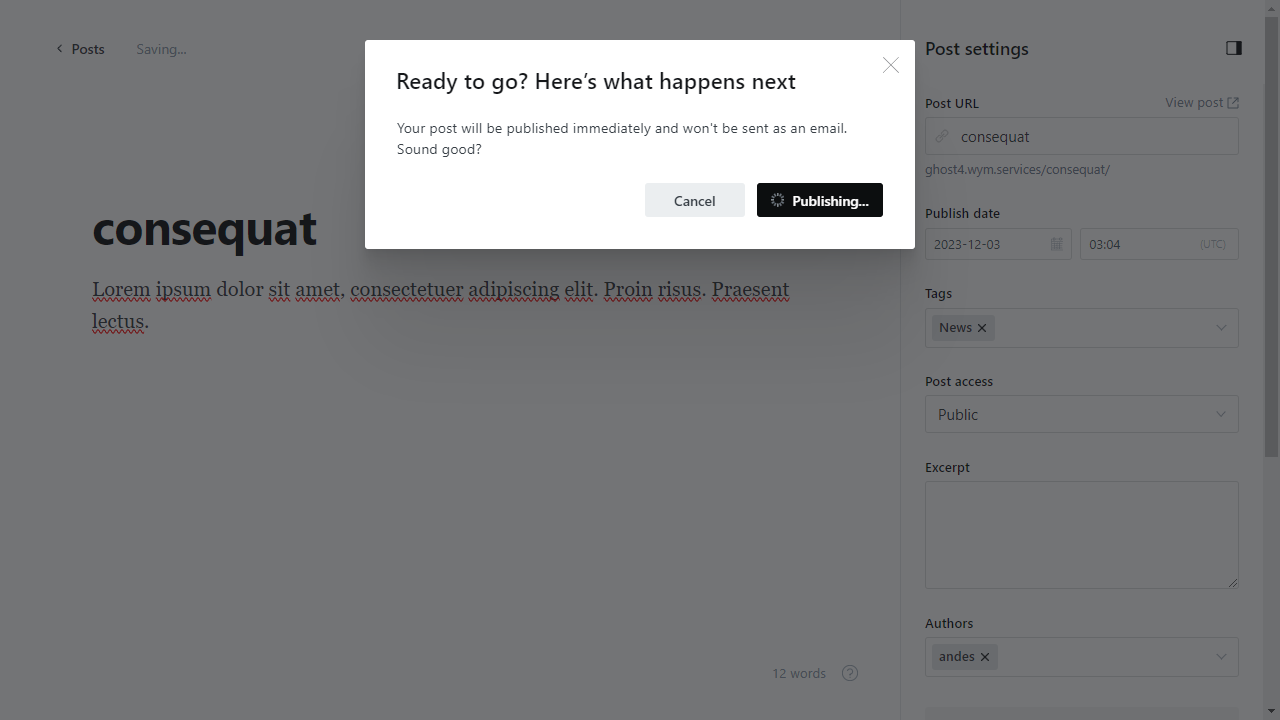 Posts
Saving...
Ready to go? Here's what happens next
Your post will be published immediately and won't be sent as an email.
Sound good?
Cancel
Publishing...
consequat
Lorem ipsum dolor sit amet, consectetuer adipiscing elit. Proin risus. Praesent
lectus.
12 words
?
Post settings
Post URL
View post
consequat
ghost4.wym.services/consequat/
Publish date
2023-12-03
03:04
(UTC)
Tags
News
Post access
Public
Excerpt
Authors
andes